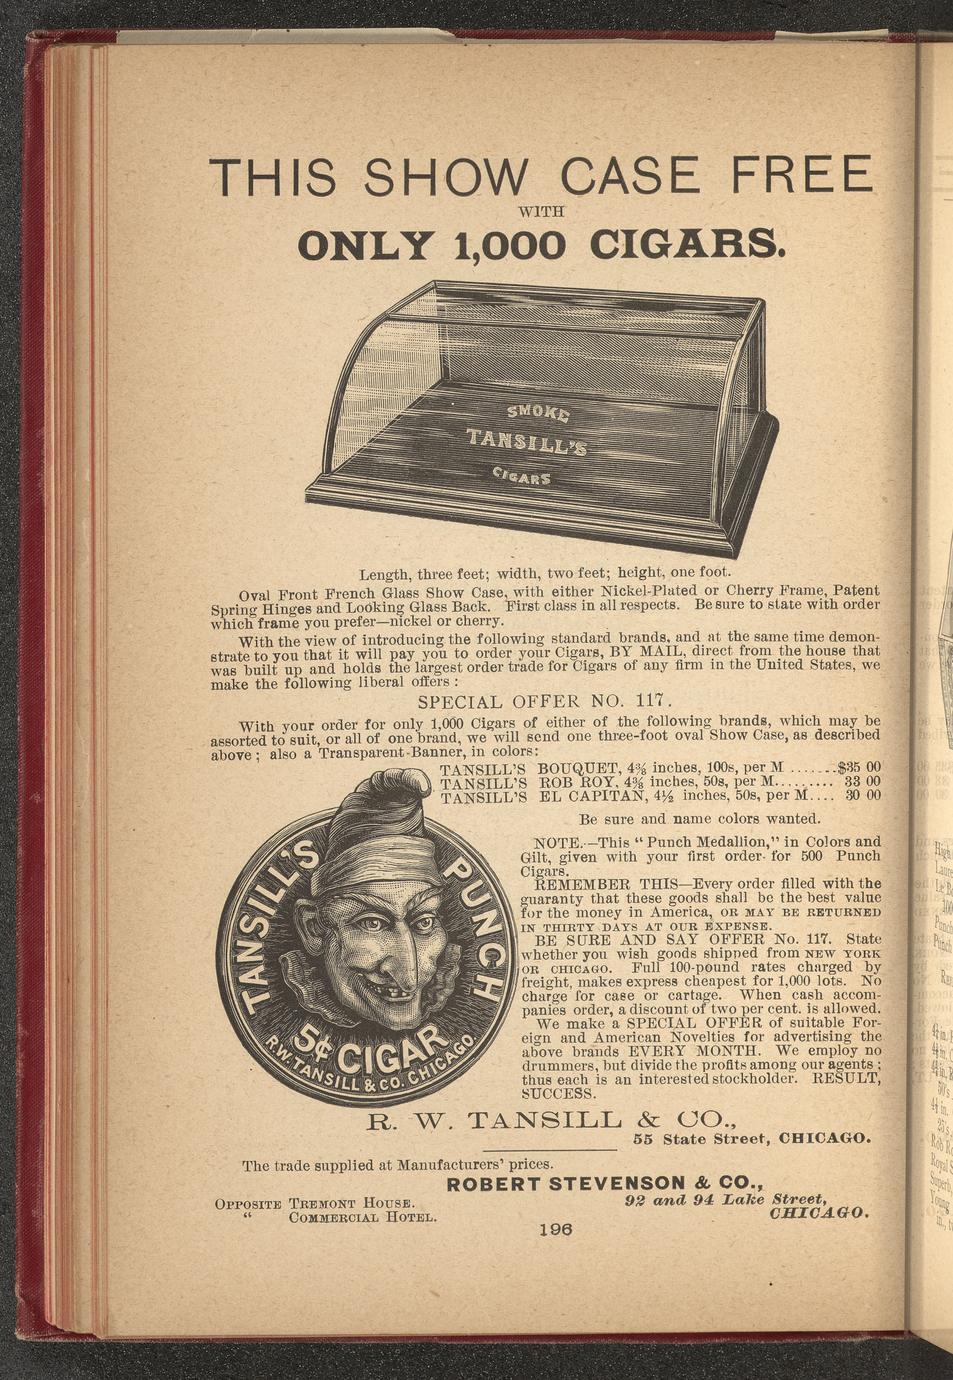 THIS SHOW CASE FREE
WITH
ONLY 1,000 CIGARS.
SMOKE
TANSILL'S
CIGARS
Length, three feet; width, two feet; height, one foot.
Oval Front French Glass Show Case, with either Nickel-Plated or Cherry Frame, Patent
Spring Hinges and Looking Glass Back. First class in all respects. Be sure to state with order
which frame you prefer—nickel or cherry.
With the view of introducing the following standard brands, and at the same time demon-
strate to you that it will pay you to order your Cigars, BY MAIL, direct from the house that
was built up and holds the largest order trade for Cigars of any firm in the United States, we
make the following liberal offers :
SPECIAL OFFER NO. 117.
With your order for only 1,000 Cigars of either of the following brands, which may be
assorted to suit, or all of one brand, we will send one three-foot oval Show Case, as described
above ; also a Transparent Banner, in colors:
TANSILL'S BOUQUET, 4⅜ inches, 100s, per M .......$35 00
TANSILL'S ROB ROY, 4⅜ inches, 50s, per M......... 33 00
TANSILL'S EL CAPITAN, 4½ inches, 50s, per M.... 30 00
Be sure and name colors wanted.
TANSILL'S PUNCH
5¢ CIGAR
R.W.TANSILL & CO. CHICAGO.
NOTE.—This “ Punch Medallion,” in Colors and
Gilt, given with your first order for 500 Punch
Cigars.
REMEMBER THIS—Every order filled with the
guaranty that these goods shall be the best value
for the money in America, OR MAY BE RETURNED
IN THIRTY DAYS AT OUR EXPENSE.
BE SURE AND SAY OFFER No. 117. State
whether you wish goods shipped from NEW YORK
OR CHICAGO. Full 100-pound rates charged by
freight, makes express cheapest for 1,000 lots. No
charge for case or cartage. When cash accom-
panies order, a discount of two per cent. is allowed.
We make a SPECIAL OFFER of suitable For-
eign and American Novelties for advertising the
above brands EVERY MONTH. We employ no
drummers, but divide the profits among our agents ;
thus each is an interested stockholder. RESULT,
SUCCESS.
R. W. TANSILL & CO.,
55 State Street, CHICAGO.
The trade supplied at Manufacturers' prices.
ROBERT STEVENSON & CO.,
OPPOSITE TREMONT HOUSE.
92 and 94 Lake Street,
“ COMMERCIAL HOTEL.
CHICAGO.
196